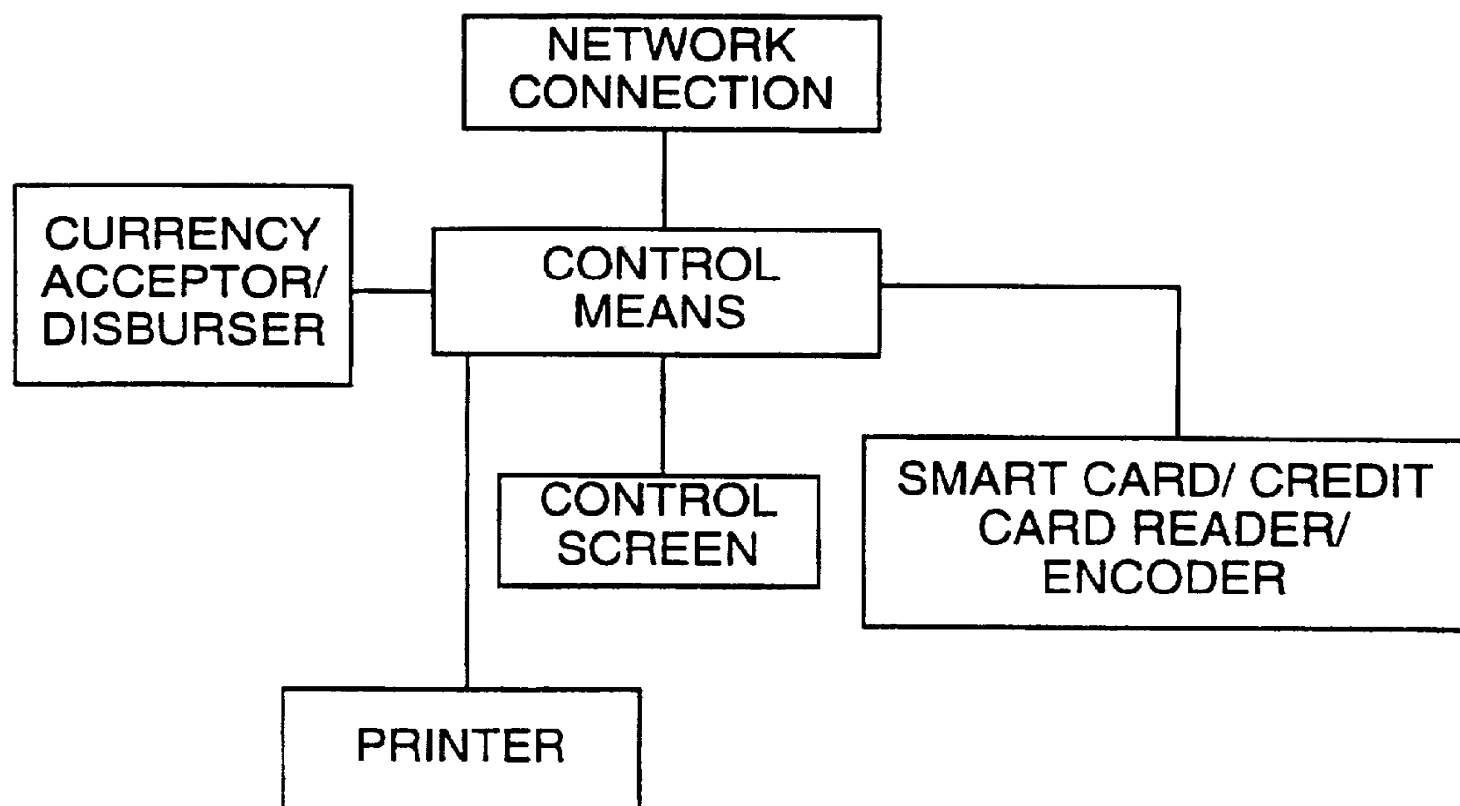 NETWORK
CONNECTION
CURRENCY
ACCEPTOR/
DISBURSER
CONTROL
MEANS
CONTROL
SCREEN
SMART CARD/ CREDIT
CARD READER/
ENCODER
PRINTER